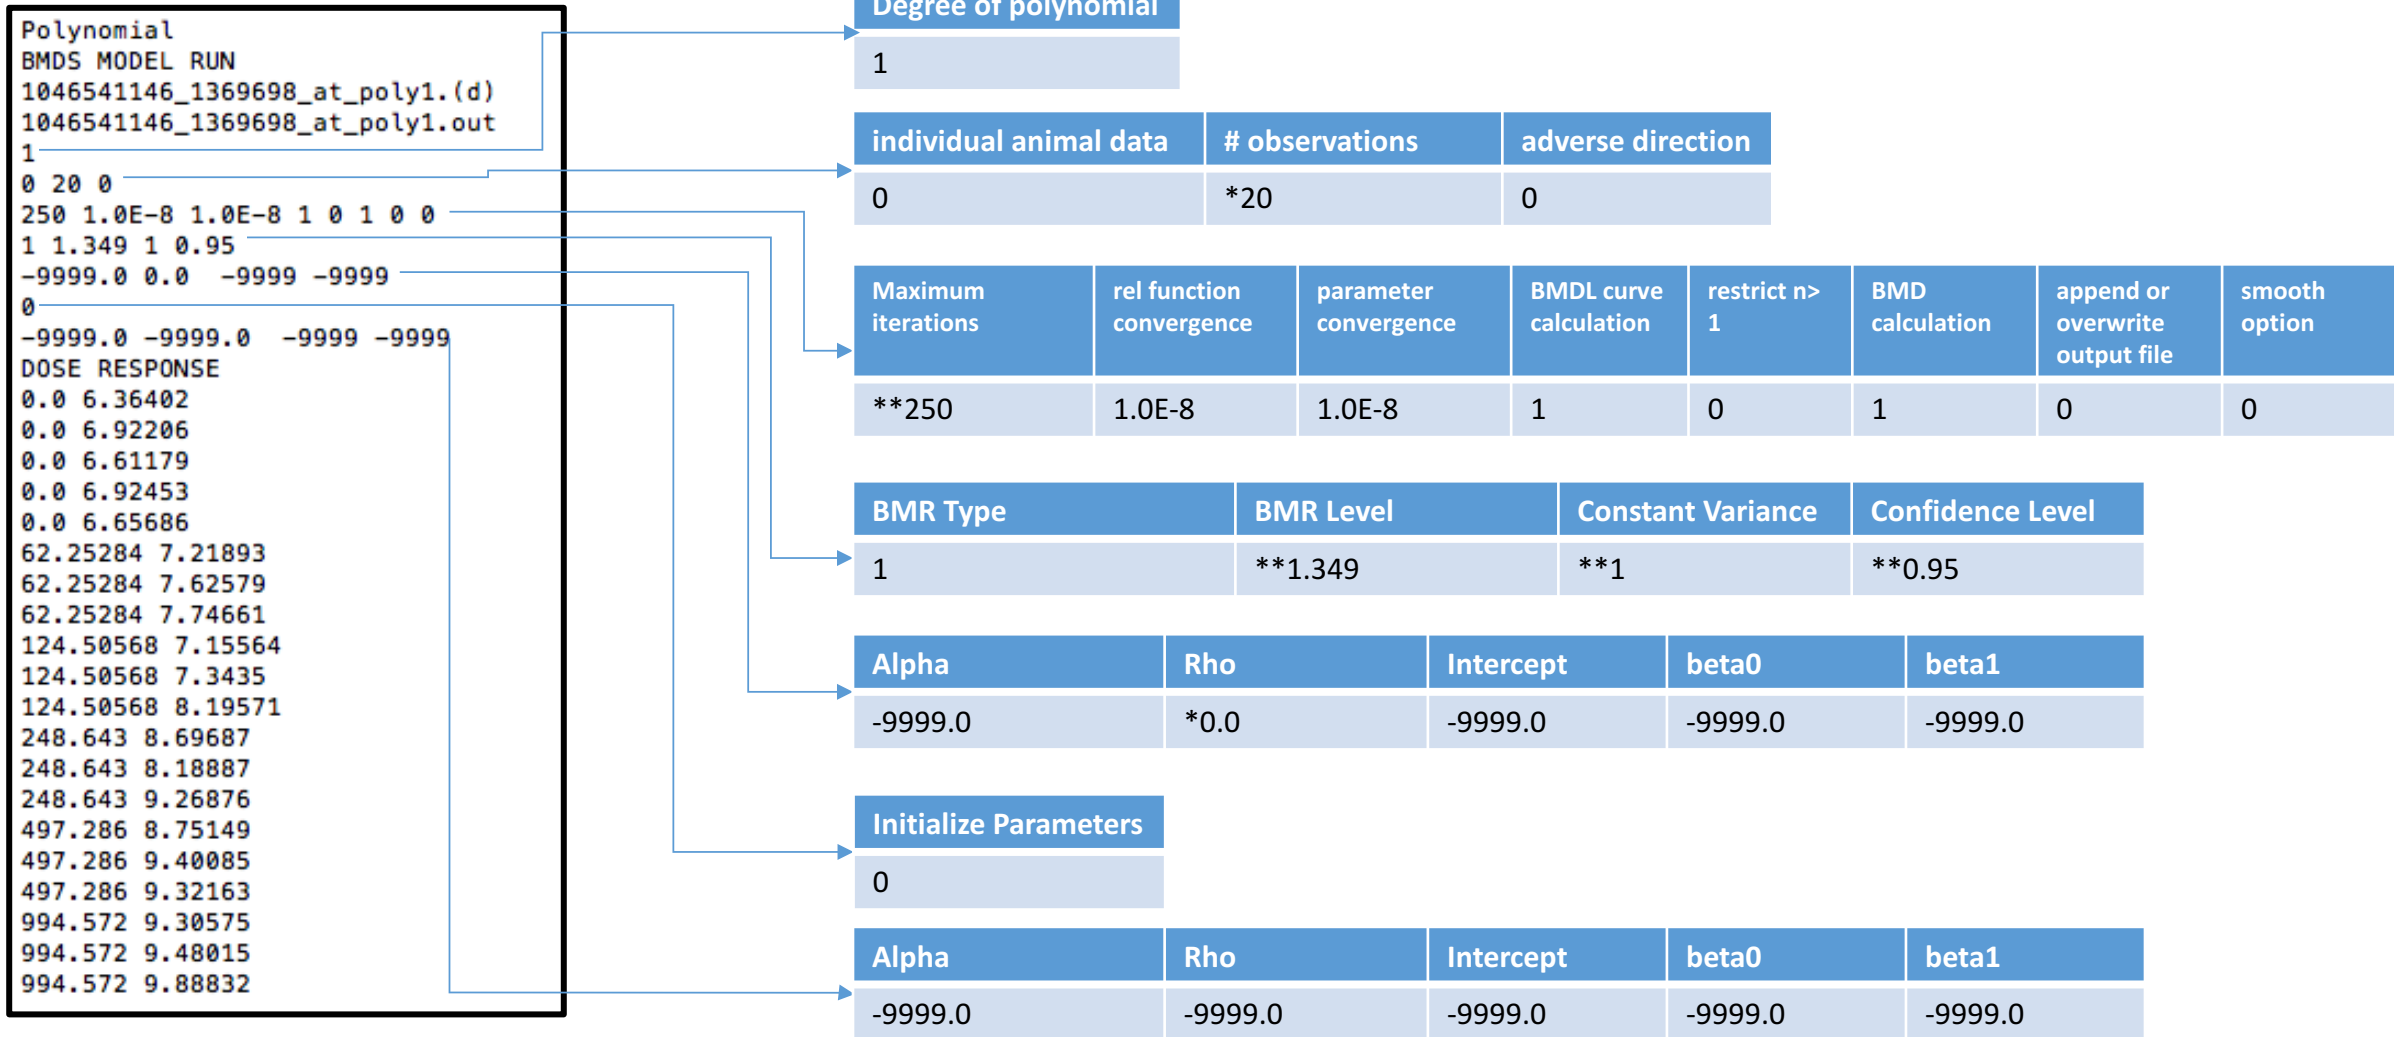 Polynomial
BMDS MODEL RUN
1046541146_1369698_at_poly1.(d)
1046541146_1369698_at_poly1.out
1
0 20 0
250 1.0E-8 1.0E-8 1 0 1 0 0
1 1.349 1 0.95
-9999.0 0.0  -9999 -9999
0
-9999.0 -9999.0  -9999 -9999
DOSE RESPONSE
0.0 6.36402
0.0 6.92206
0.0 6.61179
0.0 6.92453
0.0 6.65686
62.25284 7.21893
62.25284 7.62579
62.25284 7.74661
124.50568 7.15564
124.50568 7.3435
124.50568 8.19571
248.643 8.69687
248.643 8.18887
248.643 9.26876
497.286 8.75149
497.286 9.40085
497.286 9.32163
994.572 9.30575
994.572 9.48015
994.572 9.88832
Degree of polynomial
1
individual animal data # observations adverse direction
0 *20 0
Maximum iterations rel function convergence parameter convergence BMDL curve calculation restrict n> 1 BMD calculation append or overwrite output file smooth option
**250 1.0E-8 1.0E-8 1 0 1 0 0
BMR Type BMR Level Constant Variance Confidence Level
1 **1.349 **1 **0.95
Alpha Rho Intercept beta0 beta1
-9999.0 *0.0 -9999.0 -9999.0 -9999.0
Initialize Parameters
0
Alpha Rho Intercept beta0 beta1
-9999.0 -9999.0 -9999.0 -9999.0 -9999.0